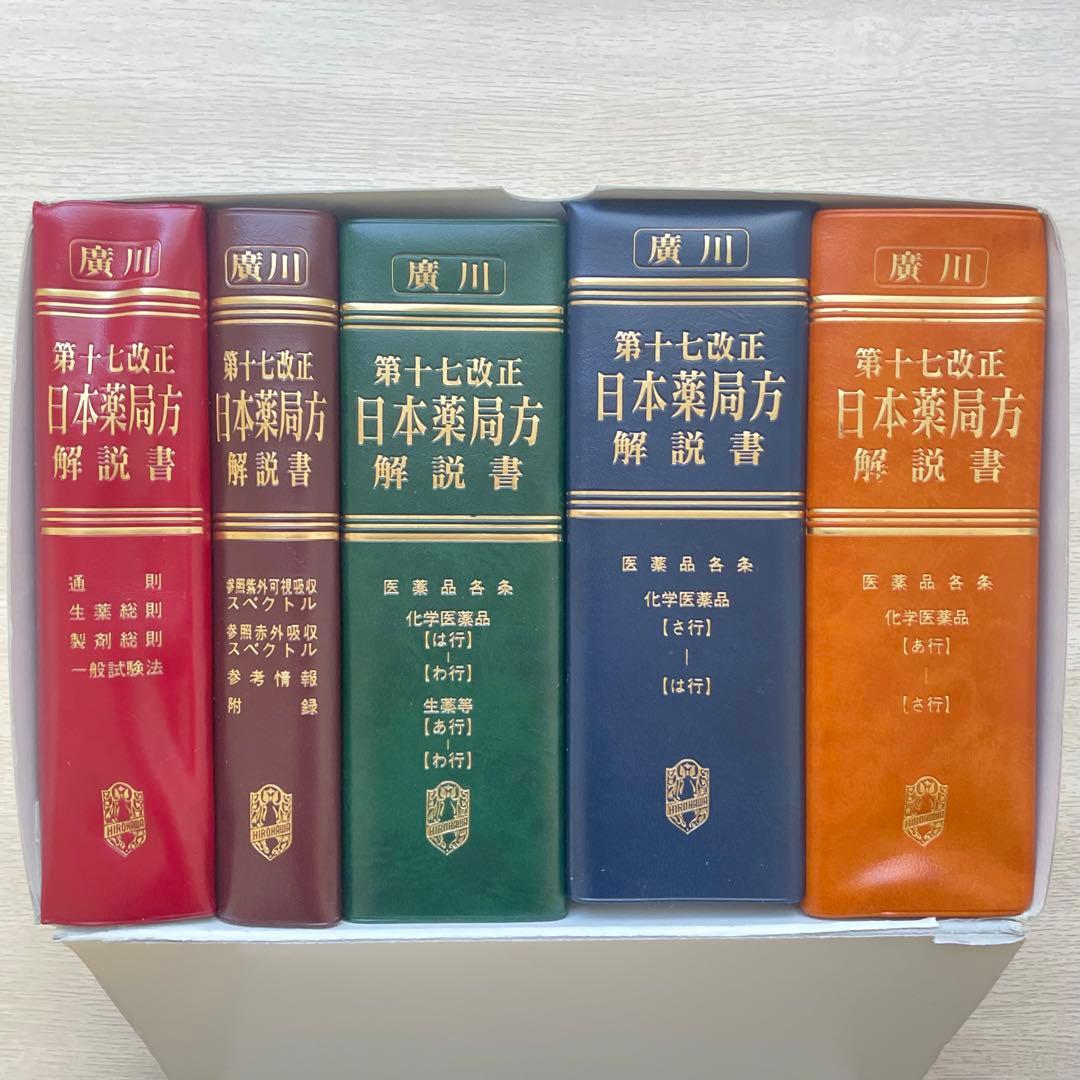 廣川
第十七改正
日本薬局方
解説書
通則
生薬総則
製剤総則
一般試験法
HIROKAWA
廣川
第十七改正
日本薬局方
解説書
参照紫外可視吸収
スペクトル
参照赤外吸収
スペクトル
参考情報
附録
HIROKAWA
廣川
第十七改正
日本薬局方
解説書
医薬品各条
化学医薬品
【は行】
|
【わ行】
生薬等
【あ行】
|
【わ行】
HIROKAWA
廣川
第十七改正
日本薬局方
解説書
医薬品各条
化学医薬品
【さ行】
|
【は行】
HIROKAWA
廣川
第十七改正
日本薬局方
解説書
医薬品各条
化学医薬品
【あ行】
|
【さ行】
HIROKAWA